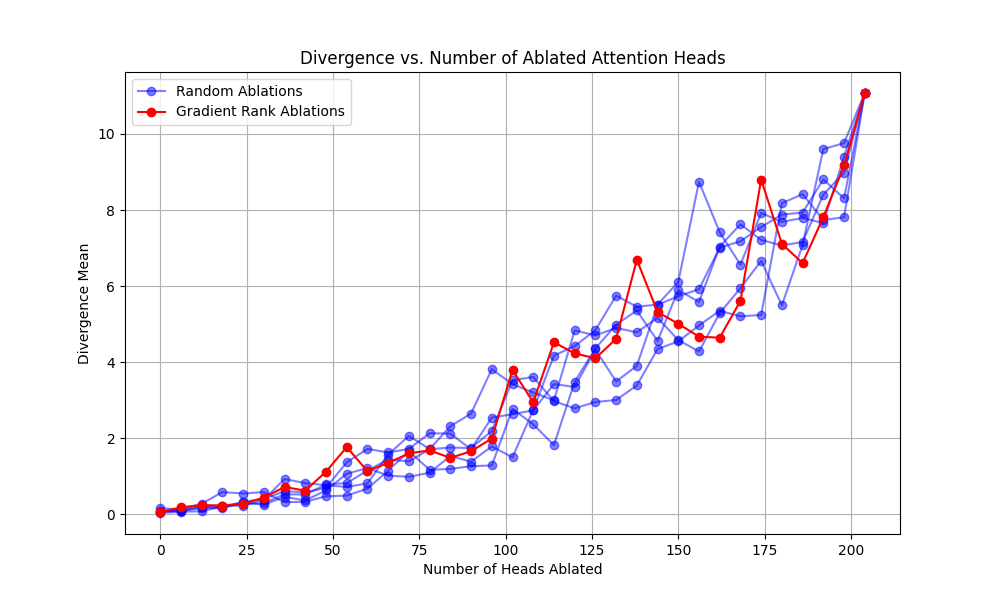 Divergence vs. Number of Ablated Attention Heads
Random Ablations
Gradient Rank Ablations
Divergence Mean
10
8
6
4
2
0
0 25 50 75 100 125 150 175 200
Number of Heads Ablated